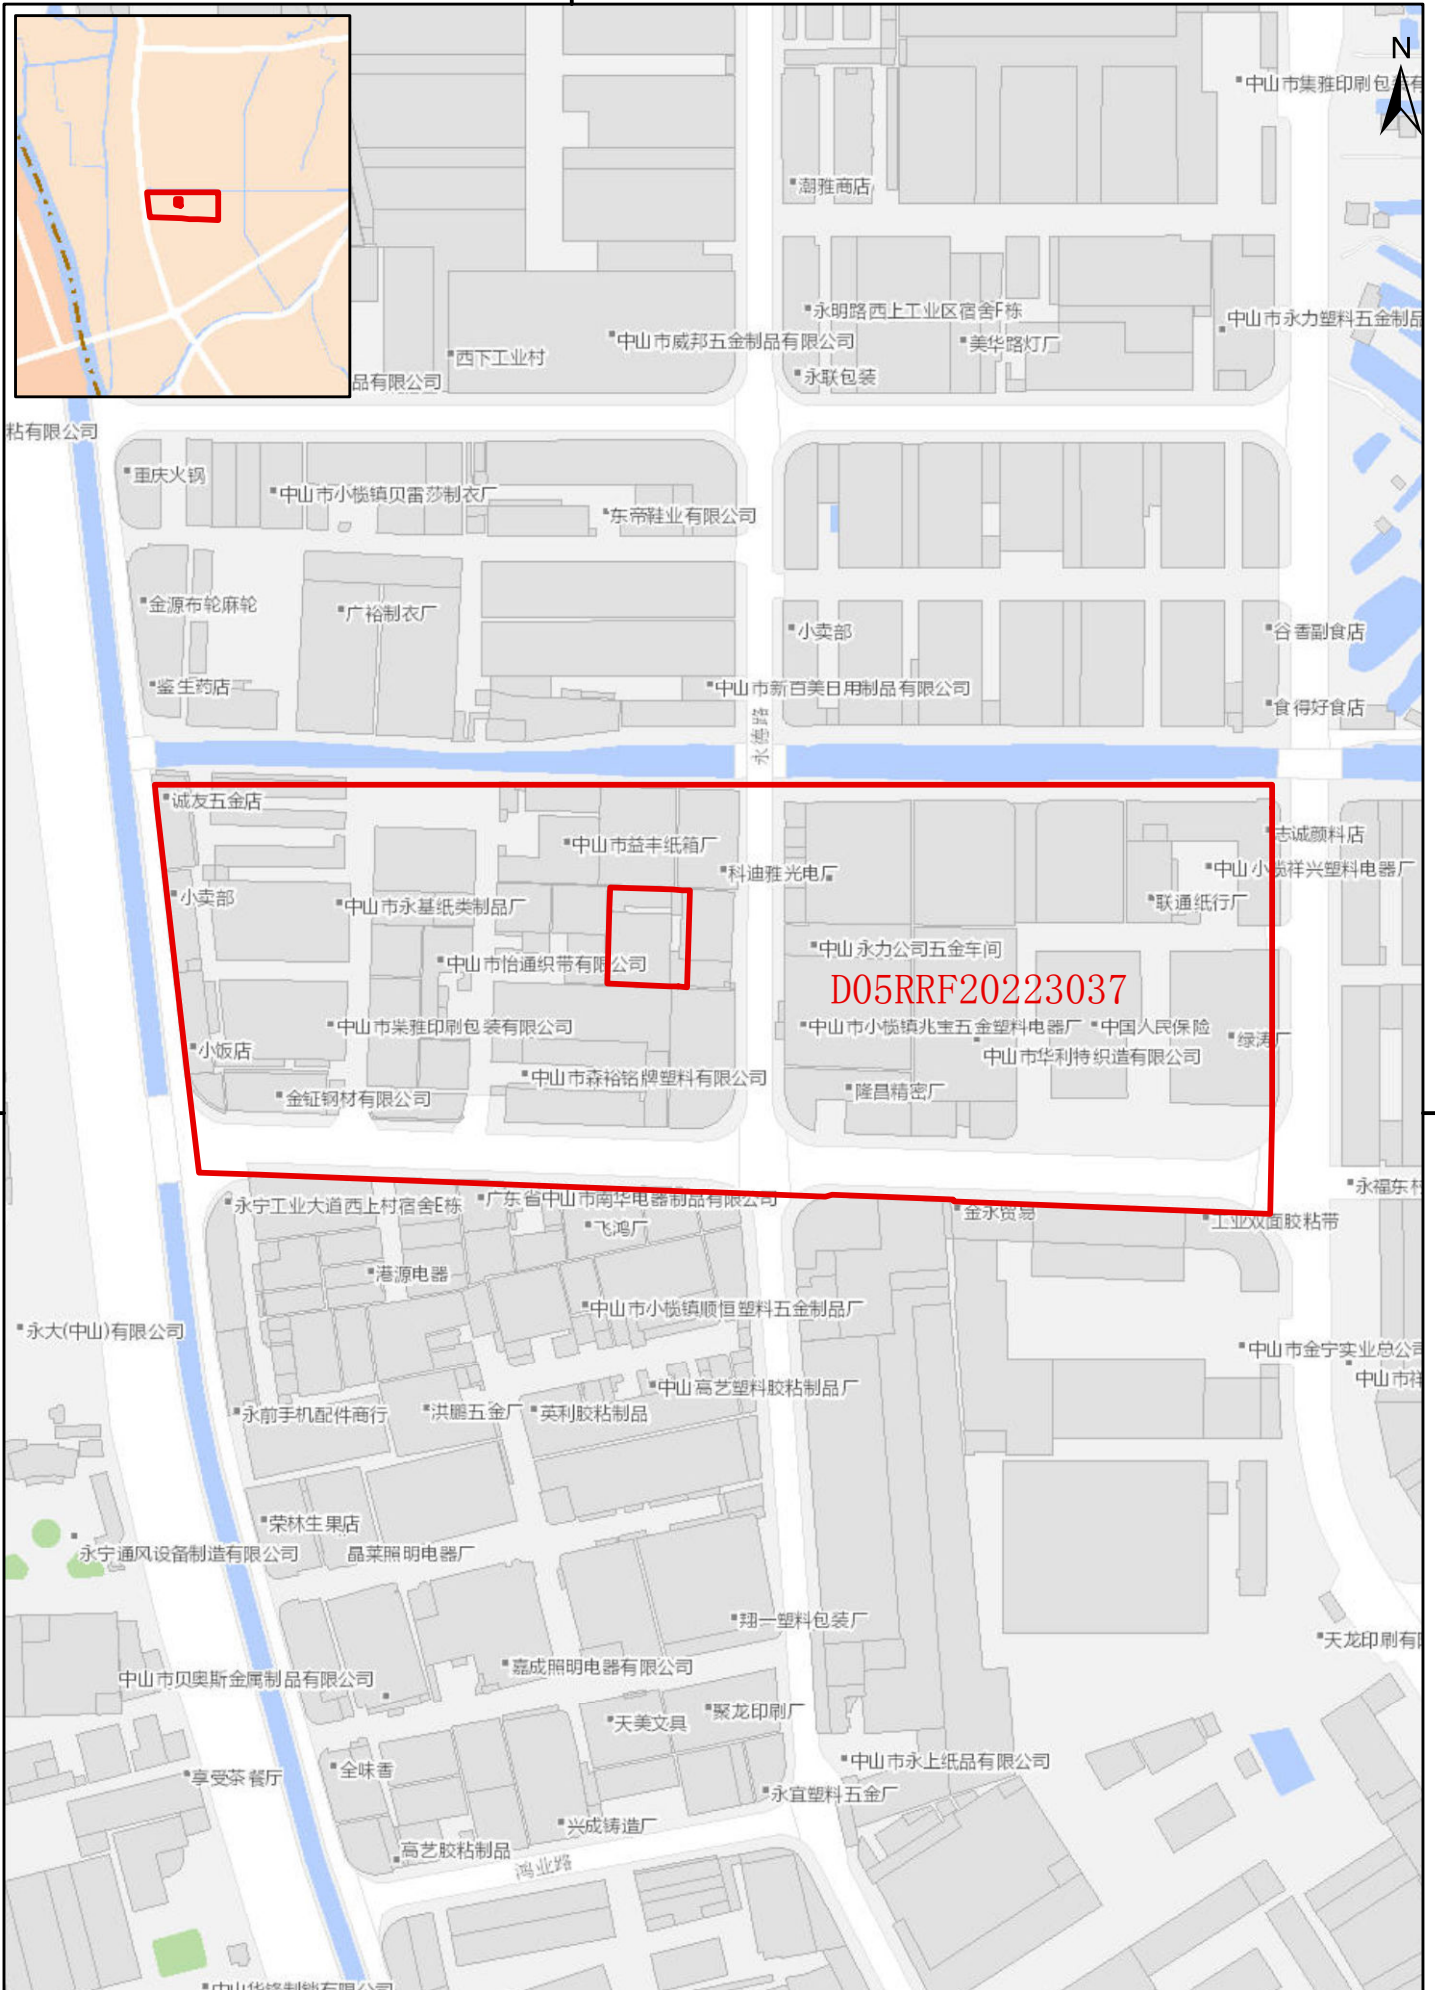 N
中山市集雅印刷包装有
潮雅商店
永明路西上工业区宿舍F栋
中山市永力塑料五金制品
中山市威邦五金制品有限公司
美华路灯厂
西下工业村
永联包装
品有限公司
粘有限公司
重庆火锅
中山市小榄镇贝雷莎制衣厂
东帝鞋业有限公司
金源布轮麻轮
广裕制衣厂
小卖部
谷香副食店
鉴生药店
中山市新百美日用制品有限公司
食得好食店
永德路
诚友五金店
志诚颜料店
中山市益丰纸箱厂
科迪雅光电厂
中山小榄祥兴塑料电器厂
小卖部
中山市永基纸类制品厂
联通纸行厂
中山永力公司五金车间
中山市怡通织带有限公司
D05RRF20223037
中山市小榄镇兆宝五金塑料电器厂
中国人民保险
中山市业雅印刷包装有限公司
绿涛厂
小饭店
中山市华利特织造有限公司
中山市森裕铭牌塑料有限公司
隆昌精密厂
金钲钢材有限公司
永福东村
永宁工业大道西上村宿舍E栋
广东省中山市南华电器制品有限公司
金永贸易
工业双面胶粘带
飞鸿厂
港源电器
中山市小榄镇顺恒塑料五金制品厂
永大(中山)有限公司
中山市金宁实业总公司
中山市祥
中山高艺塑料胶粘制品厂
永前手机配件商行
洪鹏五金厂
英利胶粘制品
荣林生果店
永宁通风设备制造有限公司
晶莱照明电器厂
翔一塑料包装厂
天龙印刷有限
嘉成照明电器有限公司
中山市贝奥斯金属制品有限公司
聚龙印刷厂
天美文具
中山市永上纸品有限公司
全味香
享受茶餐厅
永宜塑料五金厂
兴成铸造厂
高艺胶粘制品
鸿业路
中山华锋制锁有限公司